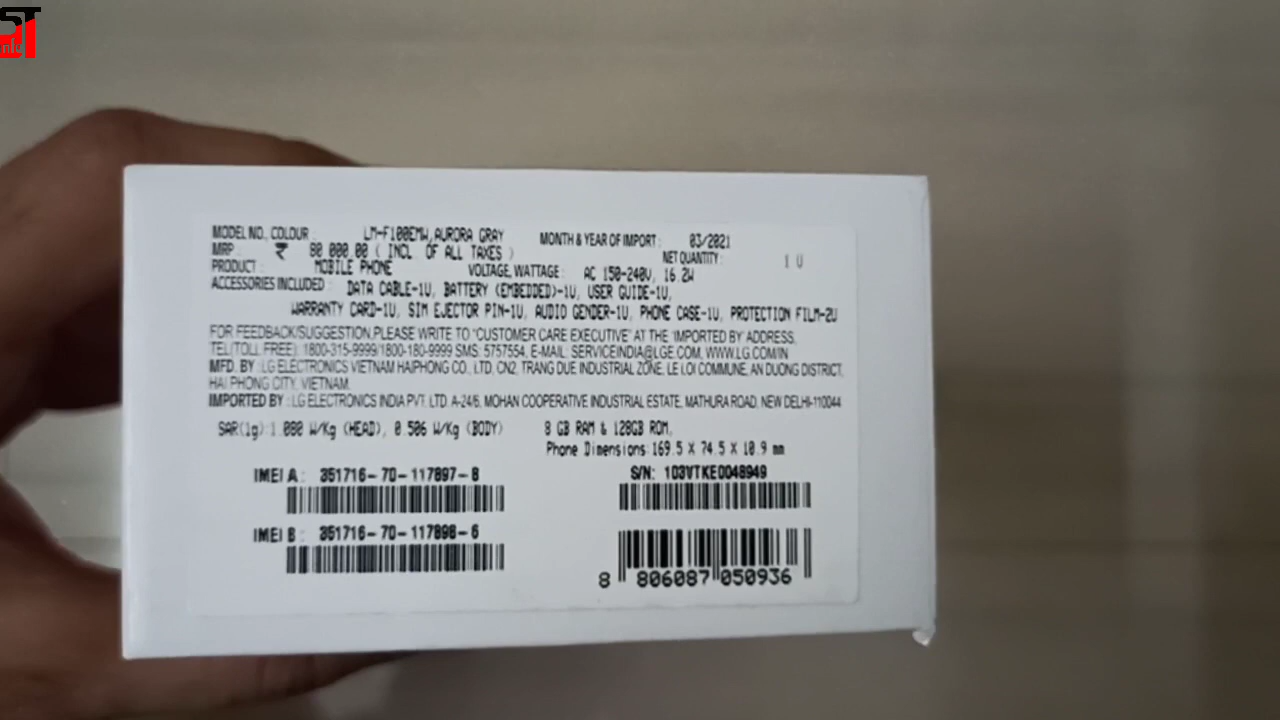 ST
Info
MODEL NO., COLOUR : LM-F100EMW,AURORA GRAY MONTH & YEAR OF IMPORT : 03/2021
MRP : ₹ 80 000.00 ( INCL OF ALL TAXES ) NET QUANTITY : 1 U
PRODUCT : MOBILE PHONE VOLTAGE, WATTAGE : AC 150-240V, 16.2W
ACCESSORIES INCLUDED : DATA CABLE-1U, BATTERY (EMBEDDED)-1U, USER GUIDE-1U,
WARRANTY CARD-1U, SIM EJECTOR PIN-1U, AUDIO GENDER-1U, PHONE CASE-1U, PROTECTION FILM-2U
FOR FEEDBACK/SUGGESTION PLEASE WRITE TO "CUSTOMER CARE EXECUTIVE" AT THE 'IMPORTED BY' ADDRESS,
TEL(TOLL FREE): 1800-315-9999/1800-180-9999 SMS: 5757554, E-MAIL: SERVICEINDIA@LGE.COM, WWW.LG.COM/IN
MFD. BY : LG ELECTRONICS VIETNAM HAIPHONG CO., LTD, CN2, TRANG DUE INDUSTRIAL ZONE, LE LOI COMMUNE, AN DUONG DISTRICT,
HAI PHONG CITY, VIETNAM.
IMPORTED BY : LG ELECTRONICS INDIA PVT. LTD. A-24/6, MOHAN COOPERATIVE INDUSTRIAL ESTATE, MATHURA ROAD, NEW DELHI-110044
SAR(1g):1.080 W/Kg (HEAD), 0.506 W/Kg (BODY) 8 GB RAM & 128GB ROM,
Phone Dimensions:169.5 X 74.5 X 10.9 mm
IMEI A : 351716-70-117897-8 S/N: 103VTKE0048949
IMEI B : 351716-70-117898-6
8 806087 050936